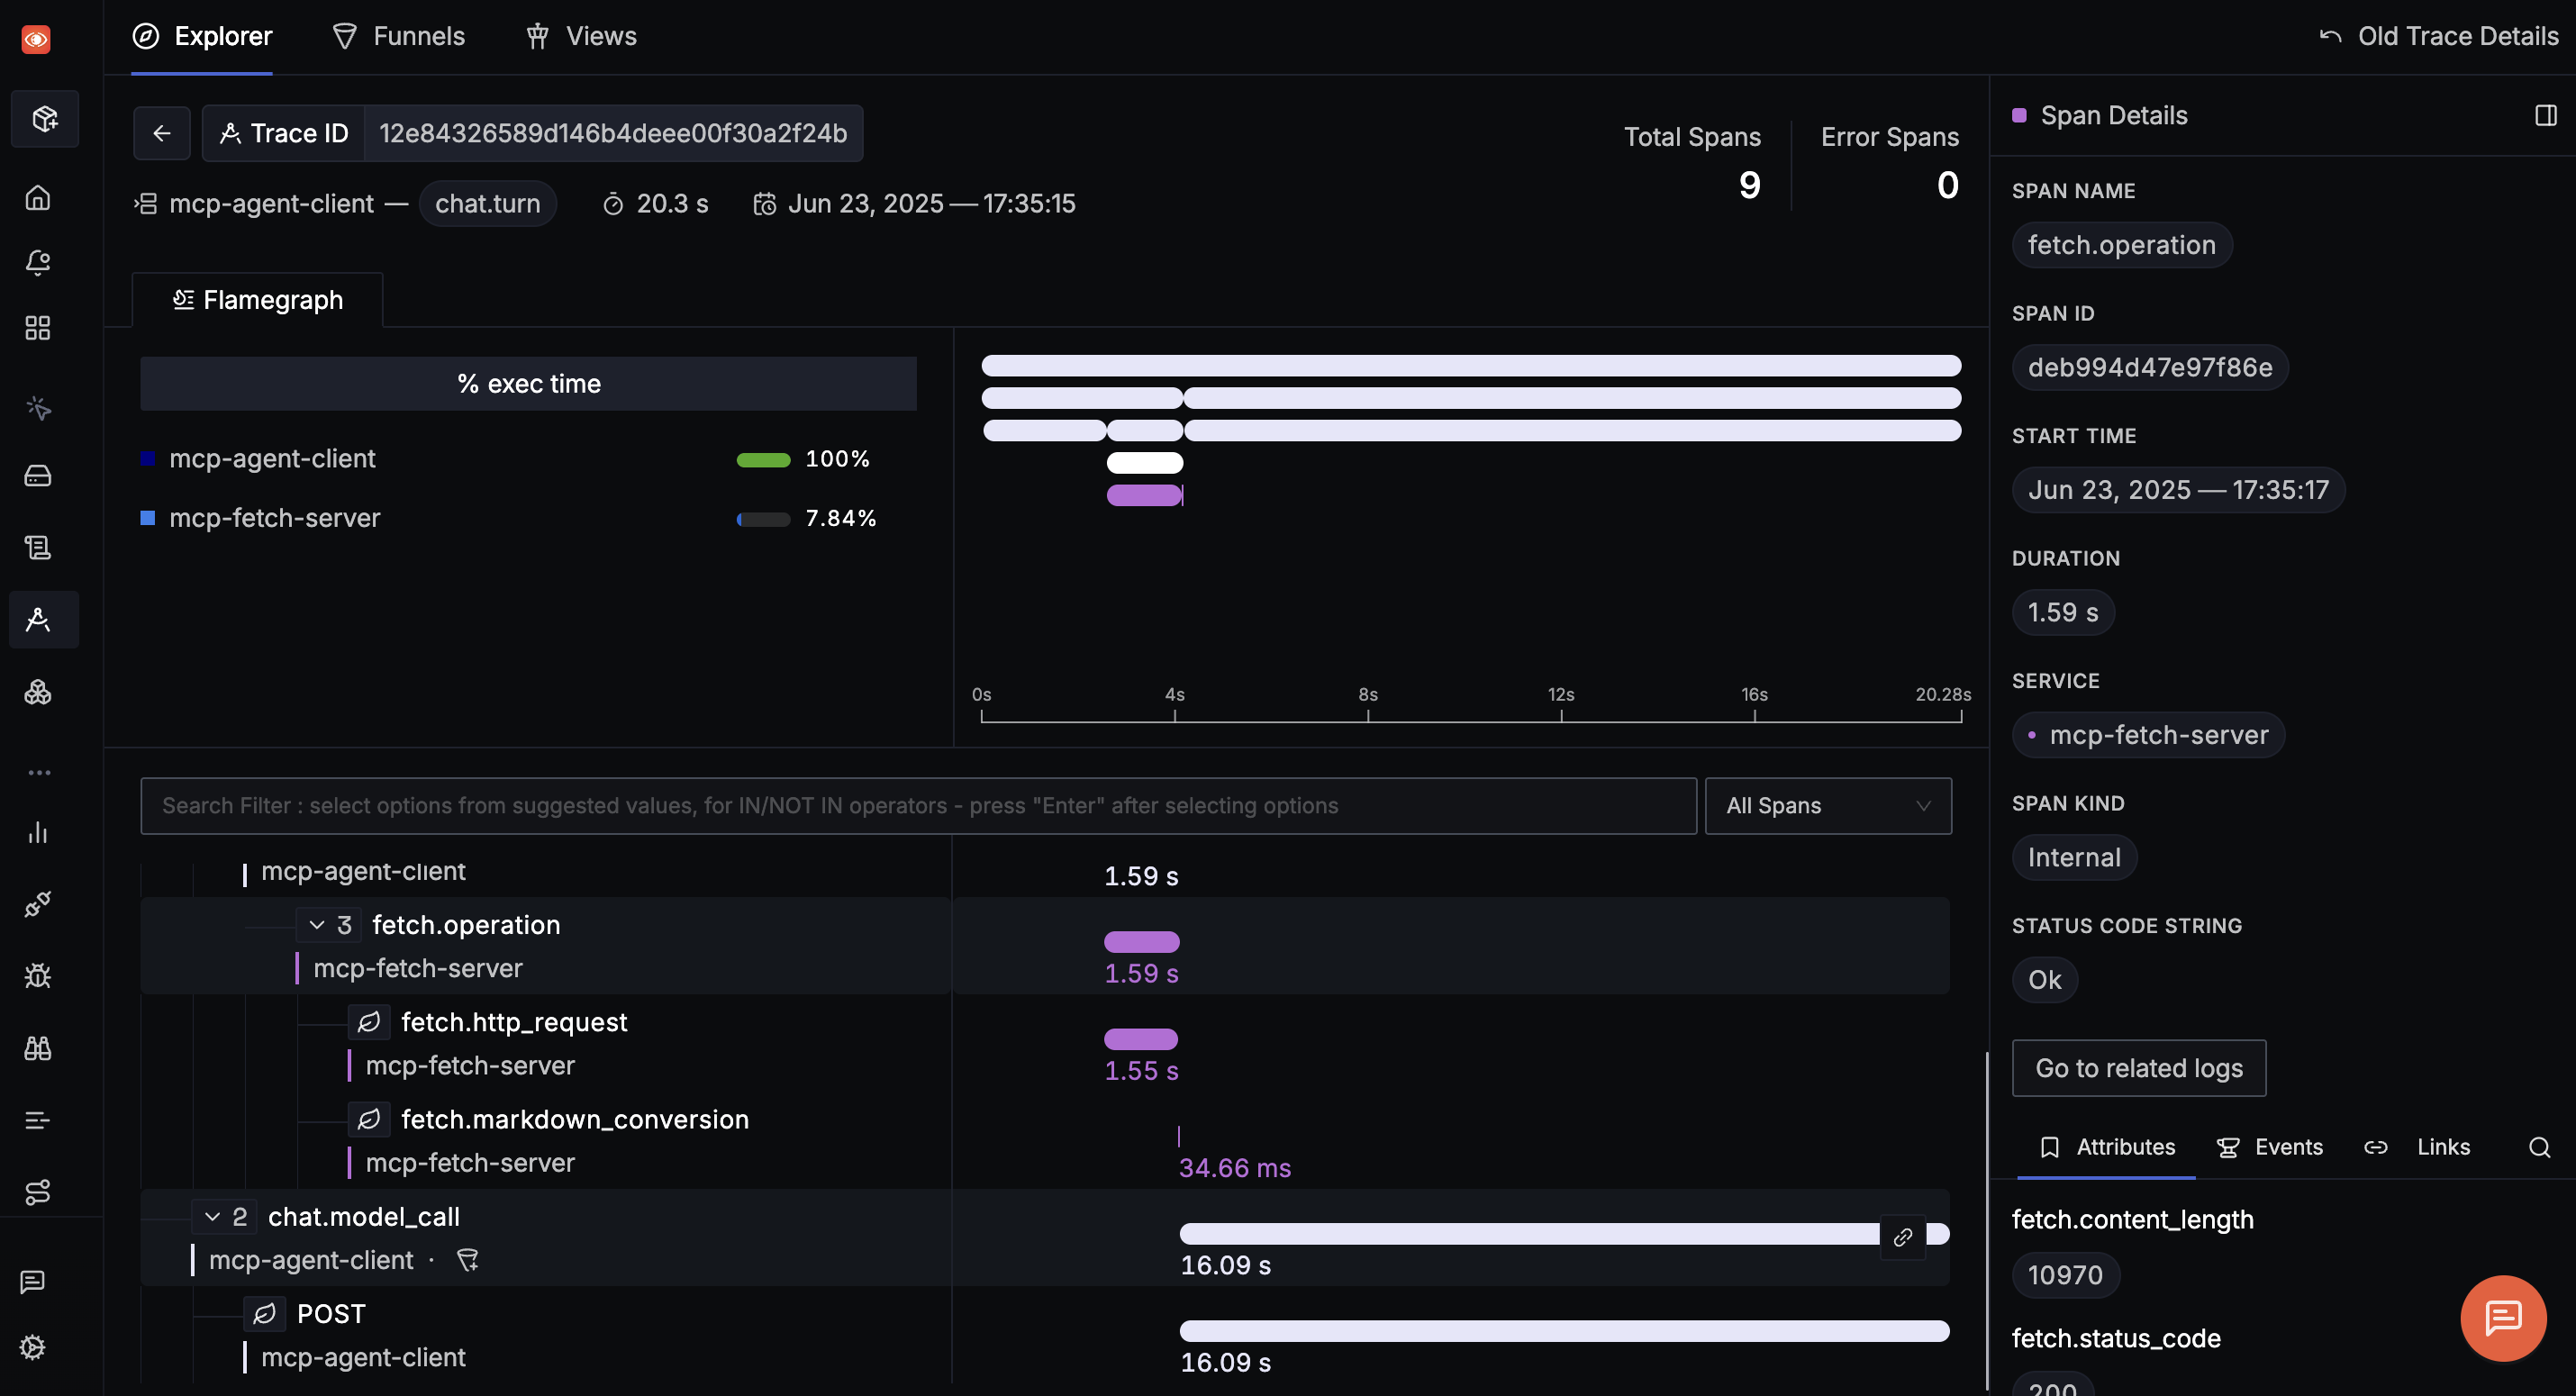 Explorer
Funnels
Views
Old Trace Details
Trace ID 12e84326589d146b4deee00f30a2f24b
mcp-agent-client — chat.turn 20.3 s Jun 23, 2025 — 17:35:15
Total Spans
9
Error Spans
0
Flamegraph
% exec time
mcp-agent-client 100%
mcp-fetch-server 7.84%
0s 4s 8s 12s 16s 20.28s
Search Filter : select options from suggested values, for IN/NOT IN operators - press "Enter" after selecting options
All Spans
mcp-agent-client
1.59 s
3 fetch.operation
mcp-fetch-server
1.59 s
fetch.http_request
mcp-fetch-server
1.55 s
fetch.markdown_conversion
mcp-fetch-server
34.66 ms
2 chat.model_call
mcp-agent-client ·
16.09 s
POST
mcp-agent-client
16.09 s
Span Details
SPAN NAME
fetch.operation
SPAN ID
deb994d47e97f86e
START TIME
Jun 23, 2025 — 17:35:17
DURATION
1.59 s
SERVICE
mcp-fetch-server
SPAN KIND
Internal
STATUS CODE STRING
Ok
Go to related logs
Attributes Events Links
fetch.content_length
10970
fetch.status_code
200